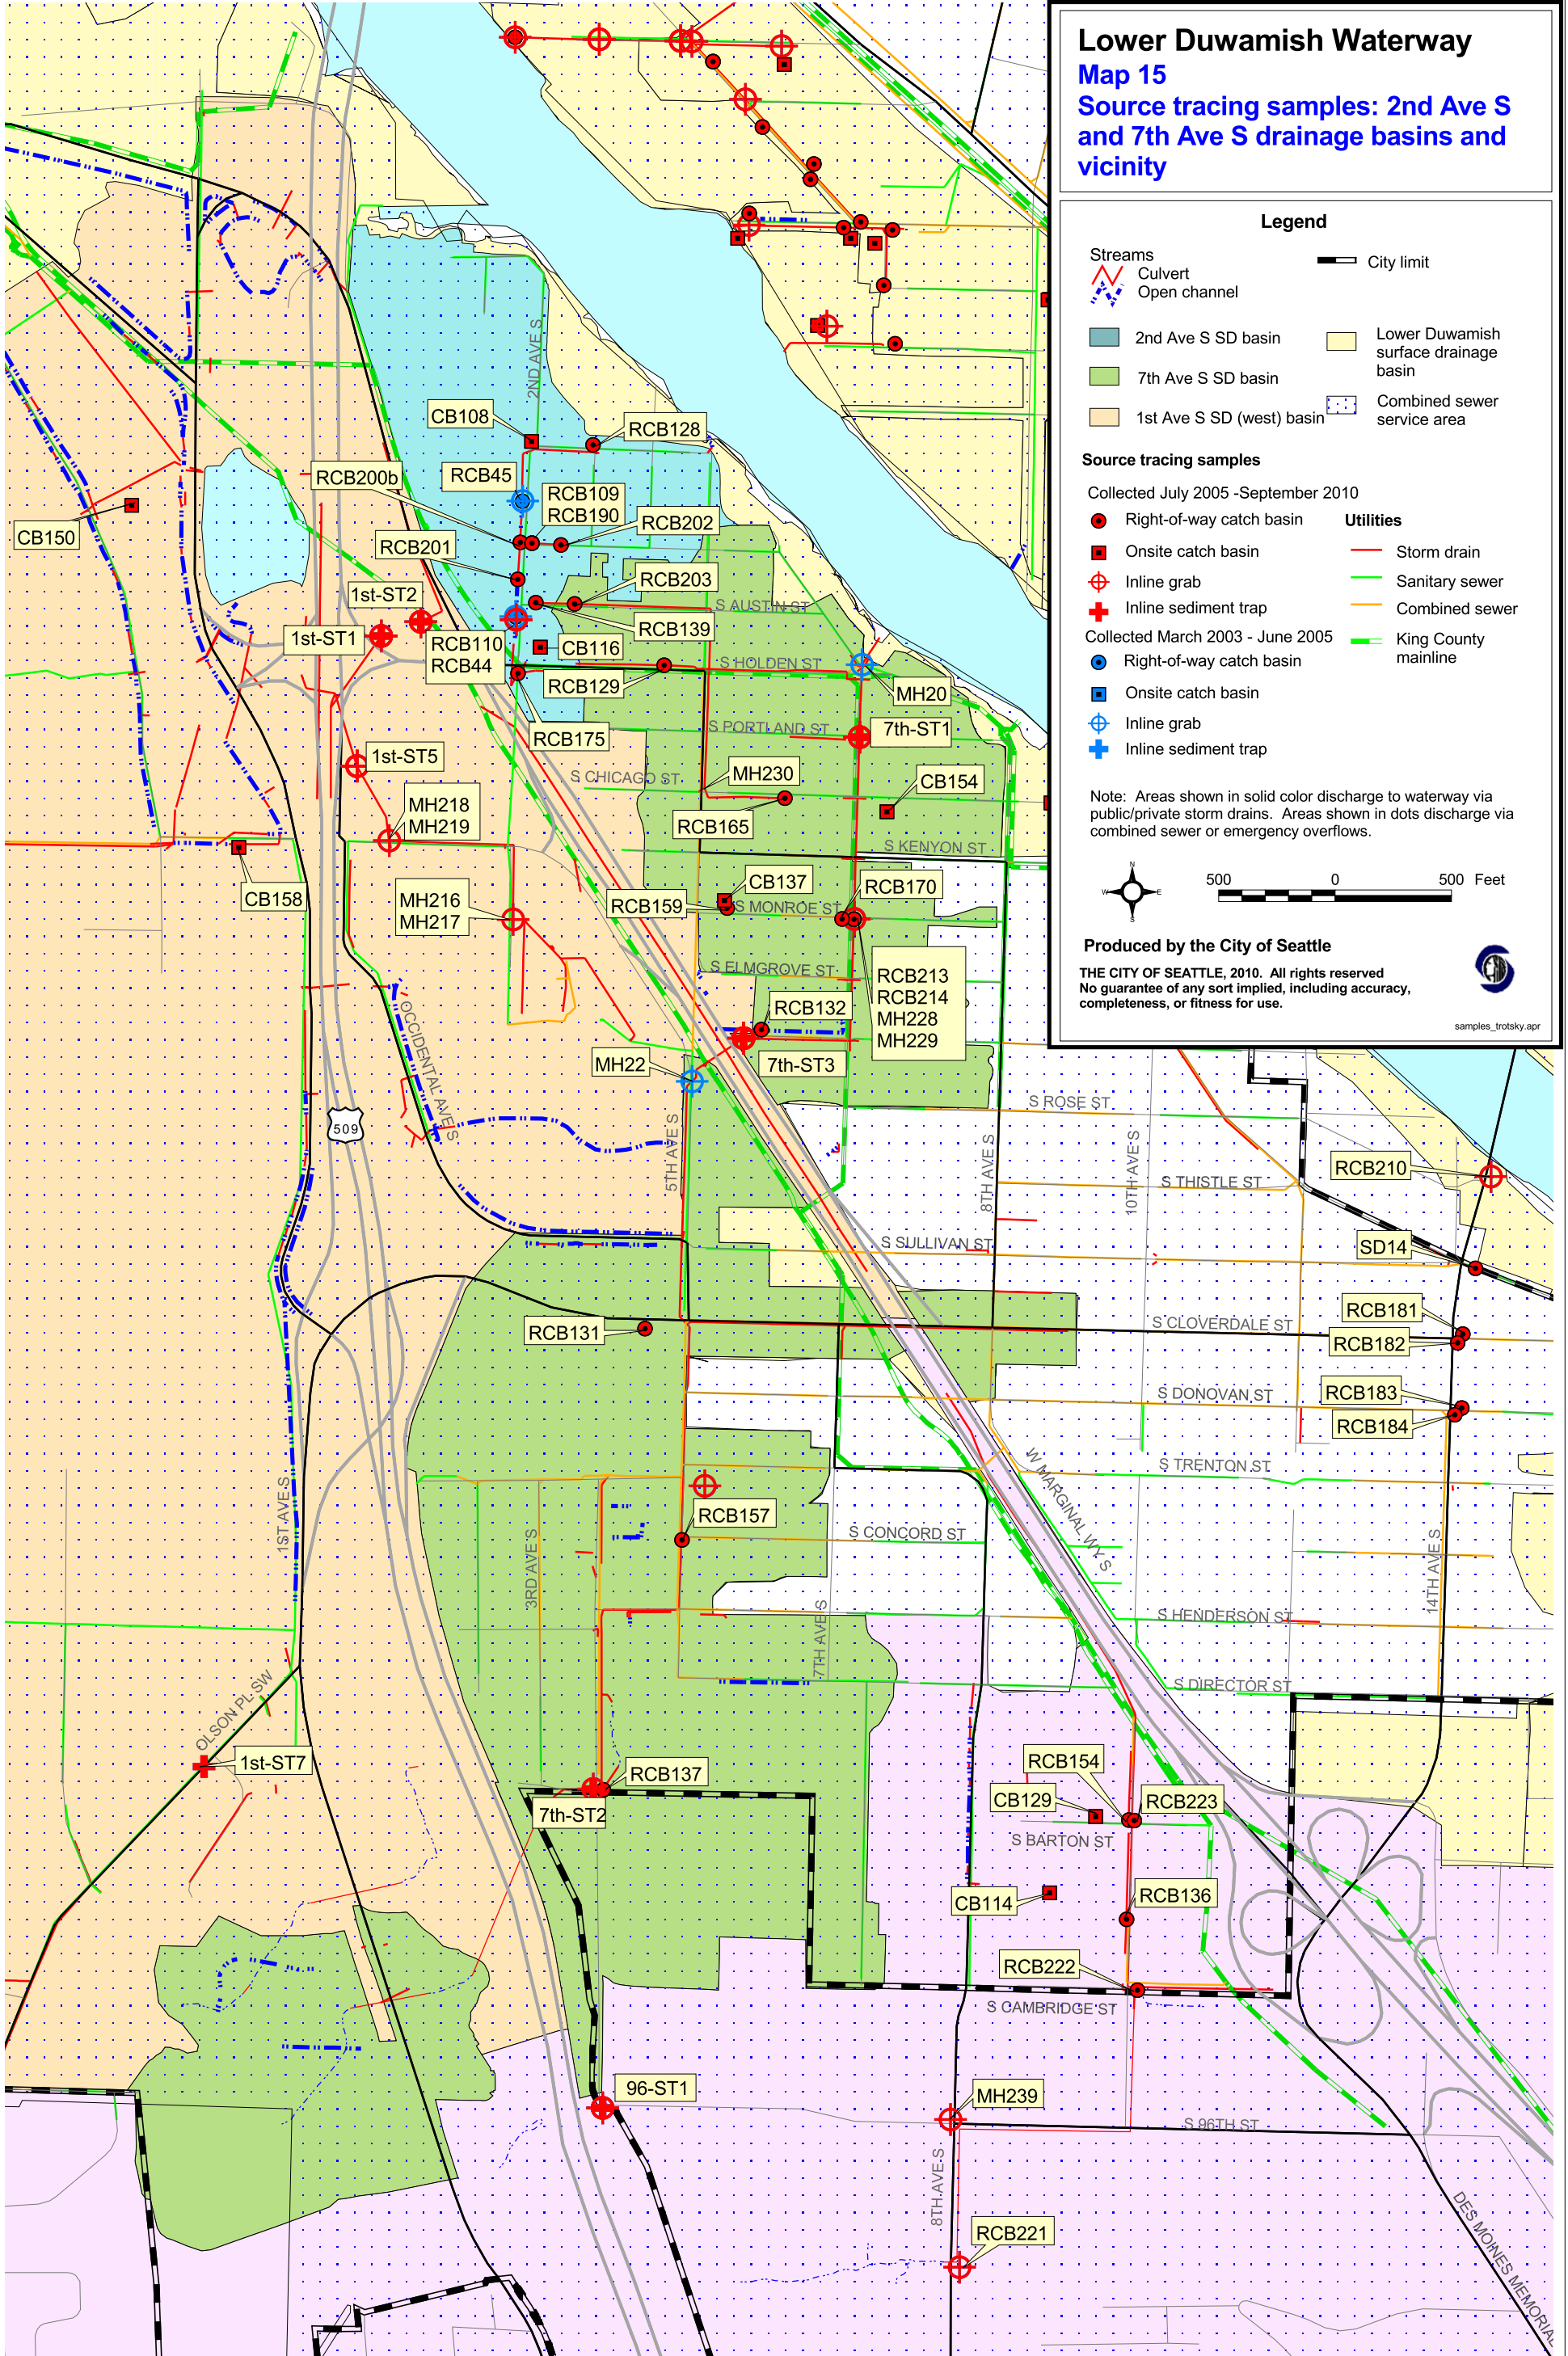 Lower Duwamish Waterway
Map 15
Source tracing samples: 2nd Ave S
and 7th Ave S drainage basins and
vicinity
Legend
Streams
Culvert
Open channel
City limit
2nd Ave S SD basin
7th Ave S SD basin
1st Ave S SD (west) basin
Lower Duwamish
surface drainage
basin
Combined sewer
service area
Source tracing samples
Collected July 2005 -September 2010
Right-of-way catch basin
Onsite catch basin
Inline grab
Inline sediment trap
Collected March 2003 - June 2005
Right-of-way catch basin
Onsite catch basin
Inline grab
Inline sediment trap
Utilities
Storm drain
Sanitary sewer
Combined sewer
King County
mainline
Note: Areas shown in solid color discharge to waterway via
public/private storm drains. Areas shown in dots discharge via
combined sewer or emergency overflows.
N
W
E
S
500
0
500 Feet
Produced by the City of Seattle
THE CITY OF SEATTLE, 2010. All rights reserved
No guarantee of any sort implied, including accuracy,
completeness, or fitness for use.
samples_trotsky.apr
2ND AVE S
CB108
RCB128
RCB200b
RCB45
RCB109
RCB190
RCB202
CB150
RCB201
RCB203
1st-ST2
S AUSTIN ST
1st-ST1
RCB139
RCB110
RCB44
CB116
S HOLDEN ST
RCB129
MH20
RCB175
S PORTLAND ST
7th-ST1
1st-ST5
S CHICAGO ST
MH230
CB154
MH218
MH219
RCB165
S KENYON ST
CB158
CB137
RCB170
MH216
MH217
RCB159
S MONROE ST
S ELMGROVE ST
RCB213
RCB214
MH228
MH229
RCB132
OCCIDENTAL AVE S
MH22
7th-ST3
509
S ROSE ST
5TH AVE S
8TH AVE S
10TH AVE S
RCB210
S THISTLE ST
S SULLIVAN ST
SD14
RCB181
RCB131
S CLOVERDALE ST
RCB182
RCB183
S DONOVAN ST
RCB184
S TRENTON ST
W MARGINAL WY S
1ST AVE S
RCB157
S CONCORD ST
3RD AVE S
14TH AVE S
7TH AVE S
S HENDERSON ST
S DIRECTOR ST
OLSON PL SW
1st-ST7
RCB137
7th-ST2
RCB154
CB129
RCB223
S BARTON ST
CB114
RCB136
RCB222
S CAMBRIDGE ST
96-ST1
MH239
S 96TH ST
8TH AVE S
RCB221
DES MOINES MEMORIAL